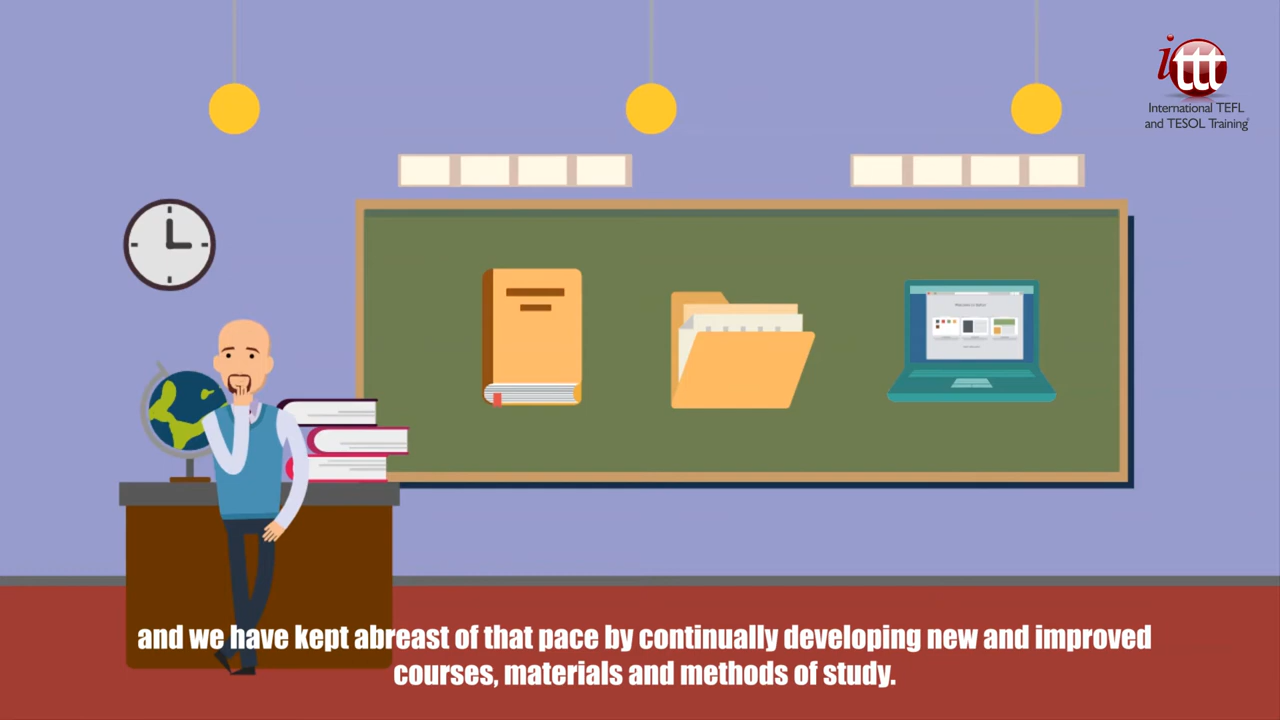 ittt
International TEFL
and TESOL Training
and we have kept abreast of that pace by continually developing new and improved
courses, materials and methods of study.